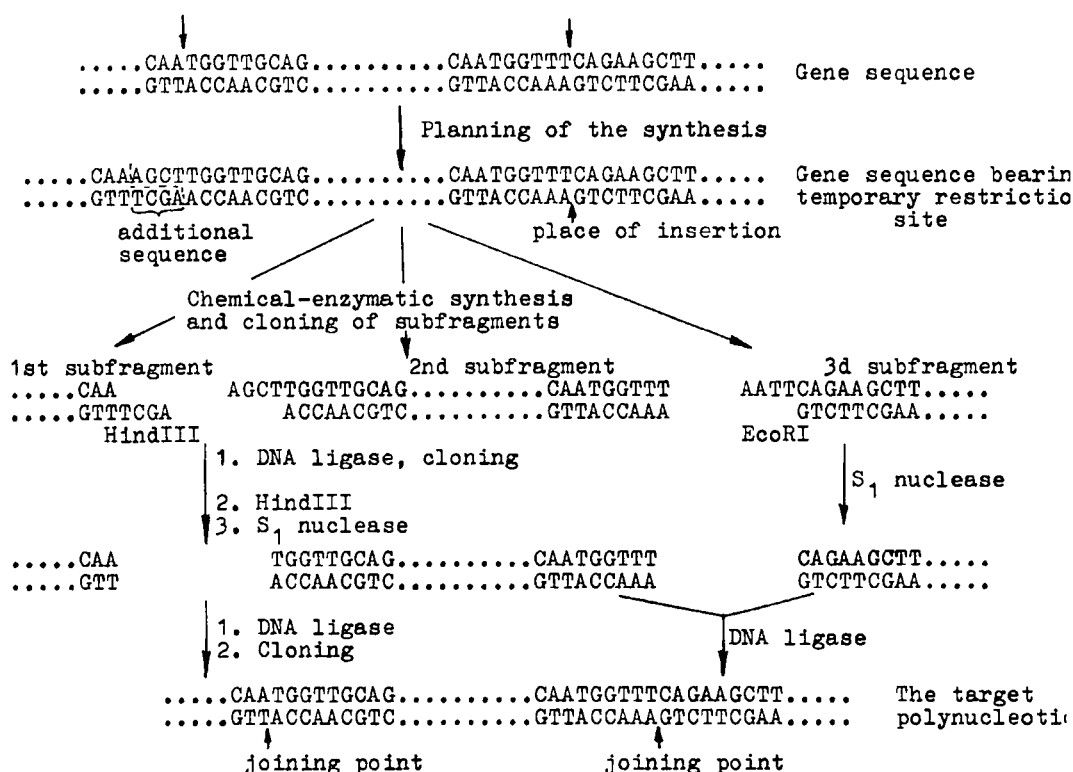 .....CAATGGTTGCAG...........CAATGGTTTCAGAAGCTT.....
.....GTTACCAACGTC...........GTTACCAAAGTCTTCGAA.....
Gene sequence
Planning of the synthesis
.....CAAAGCTTGGTTGCAG...........CAATGGTTTCAGAAGCTT.....
.....GTTTCGAACCAACGTC...........GTTACCAAAGTCTTCGAA.....
Gene sequence bearin
temporary restrictio
site
additional
sequence
place of insertion
Chemical-enzymatic synthesis
and cloning of subfragments
1st subfragment
2nd subfragment
3d subfragment
.....CAA AGCTTGGTTGCAG...........CAATGGTTT AATTCAGAAGCTT.....
.....GTTTCGA ACCAACGTC...........GTTACCAAA GTCTTCGAA.....
HindIII
EcoRI
1. DNA ligase, cloning
2. HindIII
3. S1 nuclease
S1 nuclease
.....CAA TGGTTGCAG...........CAATGGTTT CAGAAGCTT.....
.....GTT ACCAACGTC...........GTTACCAAA GTCTTCGAA.....
1. DNA ligase
2. Cloning
DNA ligase
.....CAATGGTTGCAG...........CAATGGTTTCAGAAGCTT.....
.....GTTACCAACGTC...........GTTACCAAAGTCTTCGAA.....
The target
polynucleoti
joining point
joining point